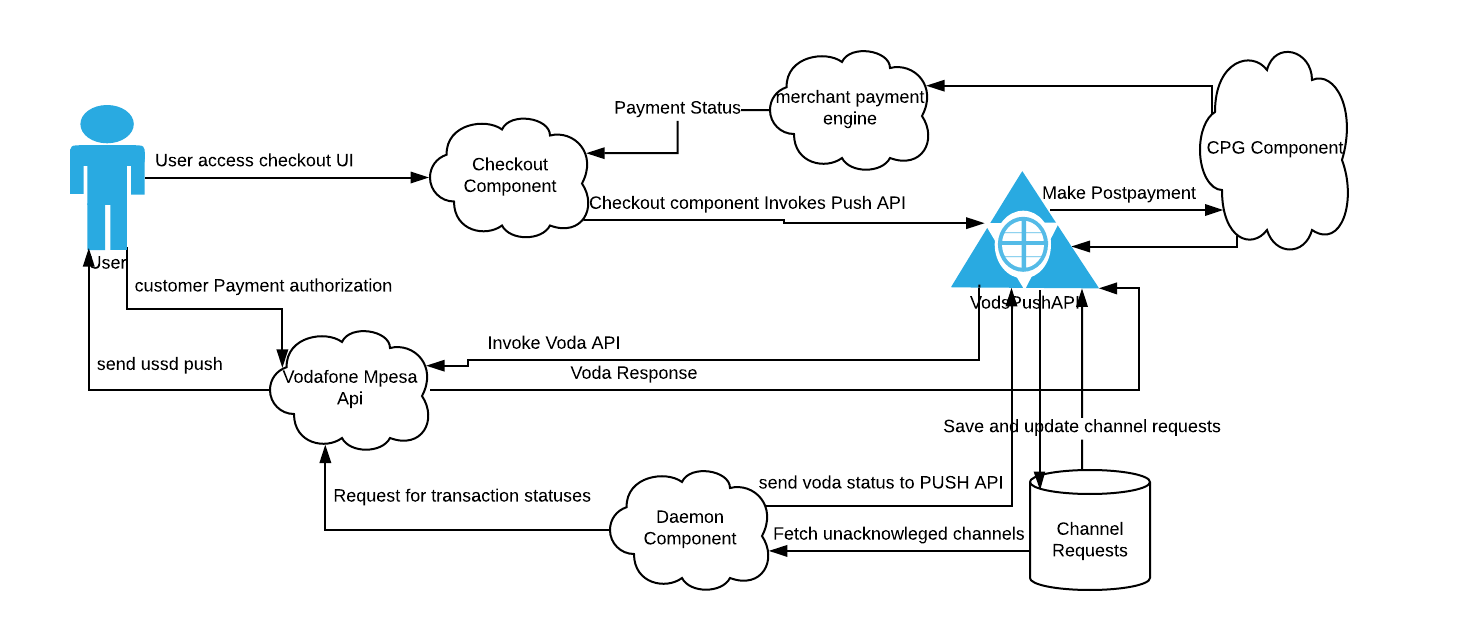 merchant payment
engine
Payment Status
CPG Component
User access checkout UI
Checkout
Component
Make Postpayment
Checkout component Invokes Push API
User
customer Payment authorization
VodsPushAPI
Invoke Voda API
send ussd push
Voda Response
Vodafone Mpesa
Api
Save and update channel requests
send voda status to PUSH API
Request for transaction statuses
Daemon
Component
Fetch unacknowleged channels
Channel
Requests